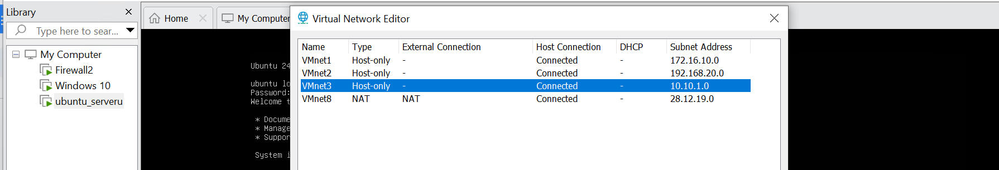 Library
Type here to sear...
My Computer
Firewall2
Windows 10
ubuntu_serveru
Home
My Computer
Ubuntu 24
ubuntu lo
Password:
Welcome t
* Docume
* Manage
* Suppor
System i
Virtual Network Editor
Name Type External Connection Host Connection DHCP Subnet Address
VMnet1 Host-only - Connected - 172.16.10.0
VMnet2 Host-only - Connected - 192.168.20.0
VMnet3 Host-only - Connected - 10.10.1.0
VMnet8 NAT NAT Connected - 28.12.19.0